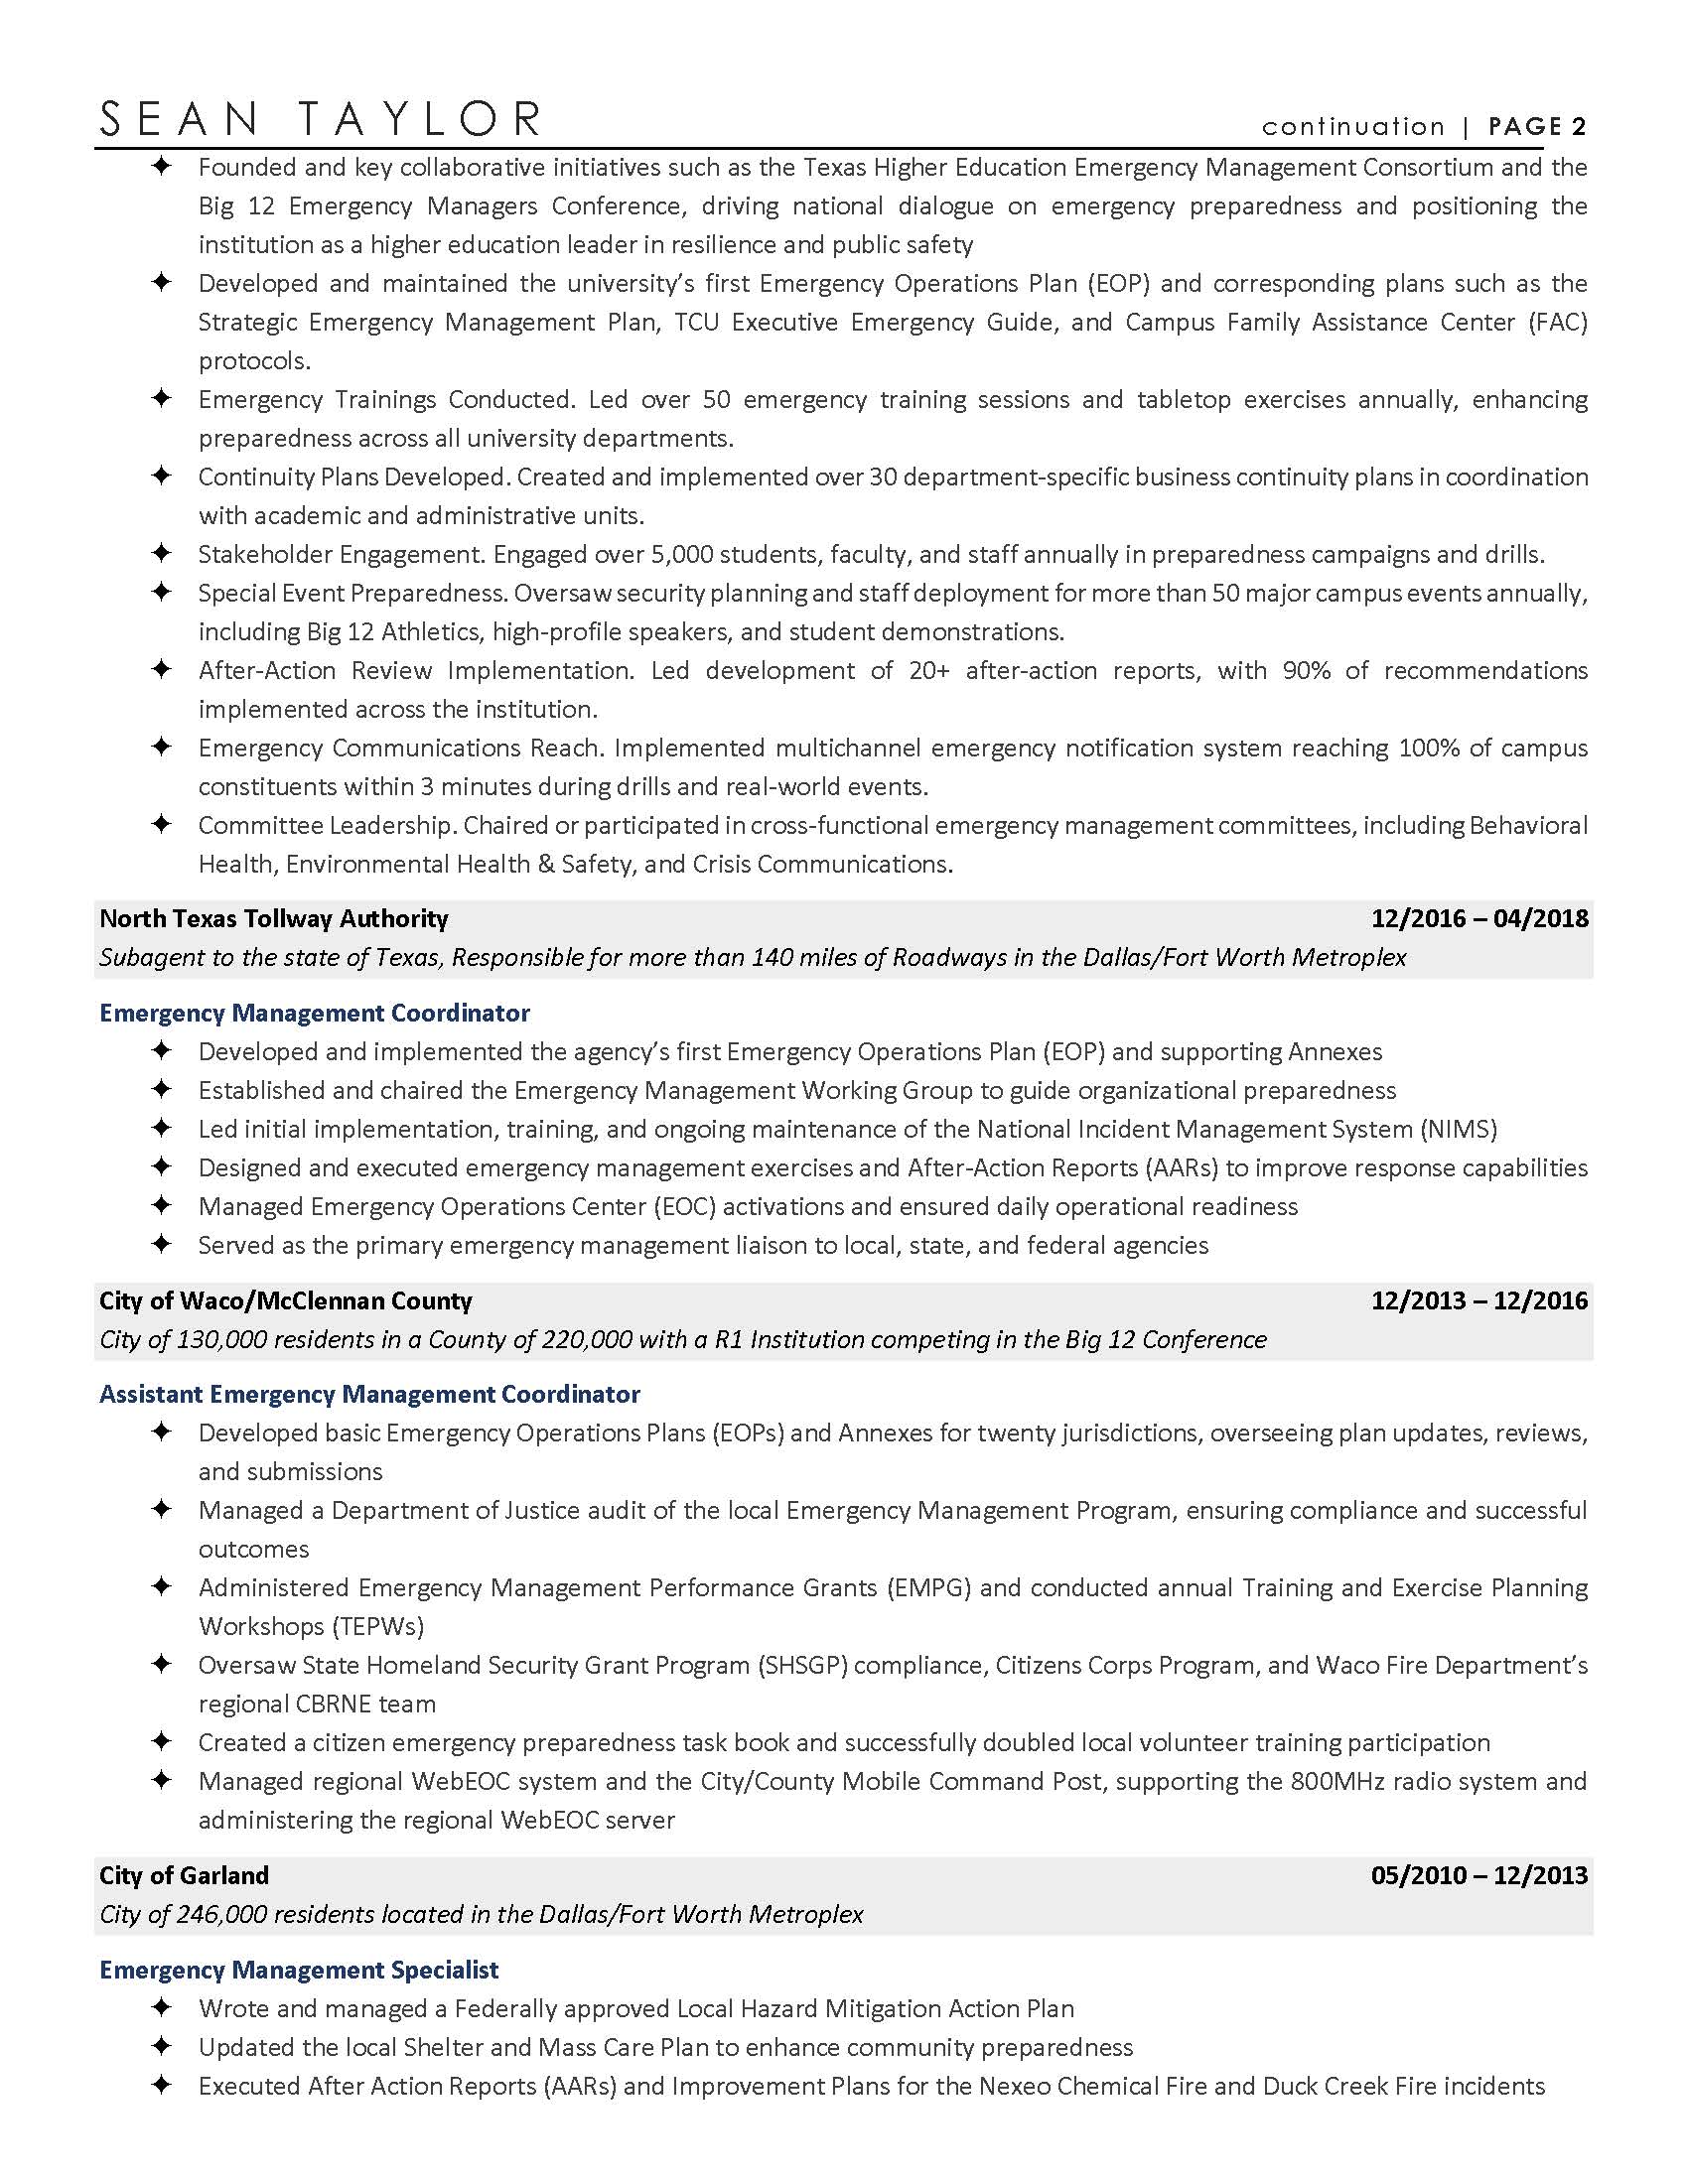 SEAN TAYLOR
continuation | PAGE 2
✦ Founded and key collaborative initiatives such as the Texas Higher Education Emergency Management Consortium and the
Big 12 Emergency Managers Conference, driving national dialogue on emergency preparedness and positioning the
institution as a higher education leader in resilience and public safety
✦ Developed and maintained the university’s first Emergency Operations Plan (EOP) and corresponding plans such as the
Strategic Emergency Management Plan, TCU Executive Emergency Guide, and Campus Family Assistance Center (FAC)
protocols.
✦ Emergency Trainings Conducted. Led over 50 emergency training sessions and tabletop exercises annually, enhancing
preparedness across all university departments.
✦ Continuity Plans Developed. Created and implemented over 30 department-specific business continuity plans in coordination
with academic and administrative units.
✦ Stakeholder Engagement. Engaged over 5,000 students, faculty, and staff annually in preparedness campaigns and drills.
✦ Special Event Preparedness. Oversaw security planning and staff deployment for more than 50 major campus events annually,
including Big 12 Athletics, high-profile speakers, and student demonstrations.
✦ After-Action Review Implementation. Led development of 20+ after-action reports, with 90% of recommendations
implemented across the institution.
✦ Emergency Communications Reach. Implemented multichannel emergency notification system reaching 100% of campus
constituents within 3 minutes during drills and real-world events.
✦ Committee Leadership. Chaired or participated in cross-functional emergency management committees, including Behavioral
Health, Environmental Health & Safety, and Crisis Communications.
North Texas Tollway Authority 12/2016 – 04/2018
Subagent to the state of Texas, Responsible for more than 140 miles of Roadways in the Dallas/Fort Worth Metroplex
Emergency Management Coordinator
✦ Developed and implemented the agency’s first Emergency Operations Plan (EOP) and supporting Annexes
✦ Established and chaired the Emergency Management Working Group to guide organizational preparedness
✦ Led initial implementation, training, and ongoing maintenance of the National Incident Management System (NIMS)
✦ Designed and executed emergency management exercises and After-Action Reports (AARs) to improve response capabilities
✦ Managed Emergency Operations Center (EOC) activations and ensured daily operational readiness
✦ Served as the primary emergency management liaison to local, state, and federal agencies
City of Waco/McClennan County 12/2013 – 12/2016
City of 130,000 residents in a County of 220,000 with a R1 Institution competing in the Big 12 Conference
Assistant Emergency Management Coordinator
✦ Developed basic Emergency Operations Plans (EOPs) and Annexes for twenty jurisdictions, overseeing plan updates, reviews,
and submissions
✦ Managed a Department of Justice audit of the local Emergency Management Program, ensuring compliance and successful
outcomes
✦ Administered Emergency Management Performance Grants (EMPG) and conducted annual Training and Exercise Planning
Workshops (TEPWs)
✦ Oversaw State Homeland Security Grant Program (SHSGP) compliance, Citizens Corps Program, and Waco Fire Department’s
regional CBRNE team
✦ Created a citizen emergency preparedness task book and successfully doubled local volunteer training participation
✦ Managed regional WebEOC system and the City/County Mobile Command Post, supporting the 800MHz radio system and
administering the regional WebEOC server
City of Garland 05/2010 – 12/2013
City of 246,000 residents located in the Dallas/Fort Worth Metroplex
Emergency Management Specialist
✦ Wrote and managed a Federally approved Local Hazard Mitigation Action Plan
✦ Updated the local Shelter and Mass Care Plan to enhance community preparedness
✦ Executed After Action Reports (AARs) and Improvement Plans for the Nexeo Chemical Fire and Duck Creek Fire incidents